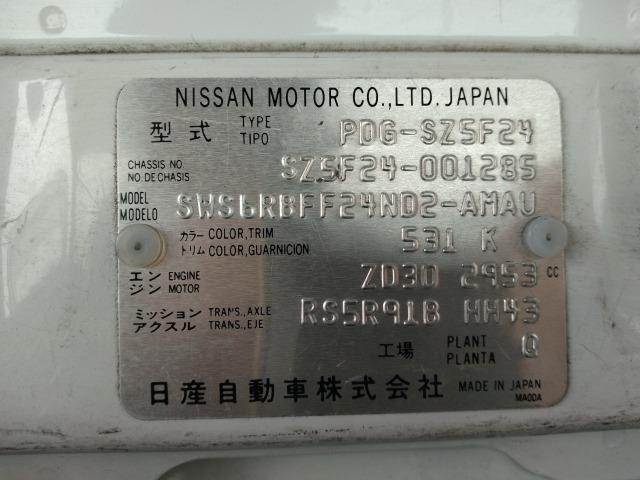 NISSAN MOTOR CO.,LTD.JAPAN
型式 TYPE TIPO PDG-SZ5F24
CHASSIS NO NO DE CHASIS SZ5F24-001285
MODEL MODELO SWS6RBFF24ND2-AMAU
カラー COLOR,TRIM
トリム COLOR,GUARNICION 531 K
エンジン ENGINE MOTOR ZD30 2953 cc
ミッション TRANS.,AXLE
アクスル TRANS.,EJE RS5R91B HH43
工場 PLANT PLANTA Q
日産自動車株式会社 MADE IN JAPAN
MA00A